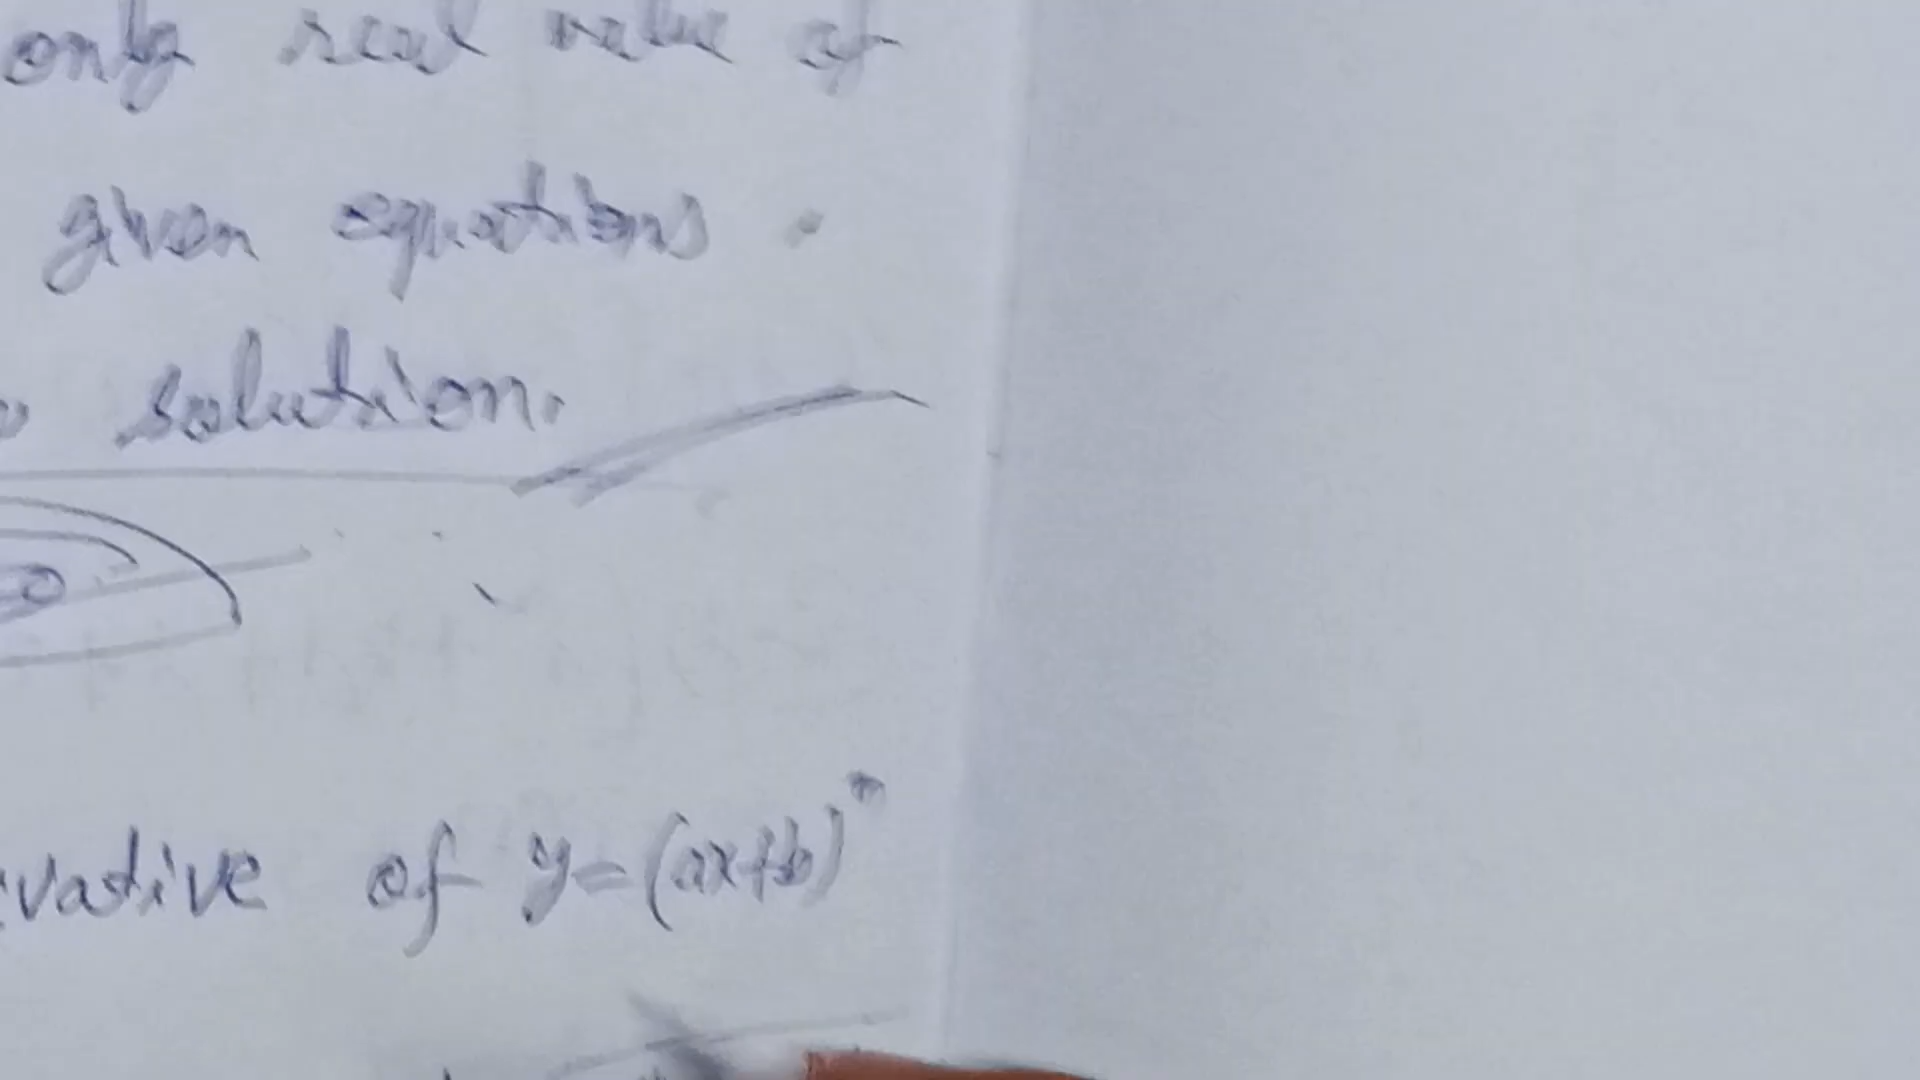 only real value of
given equations.
solution.
vative of y=(ax+b)^n